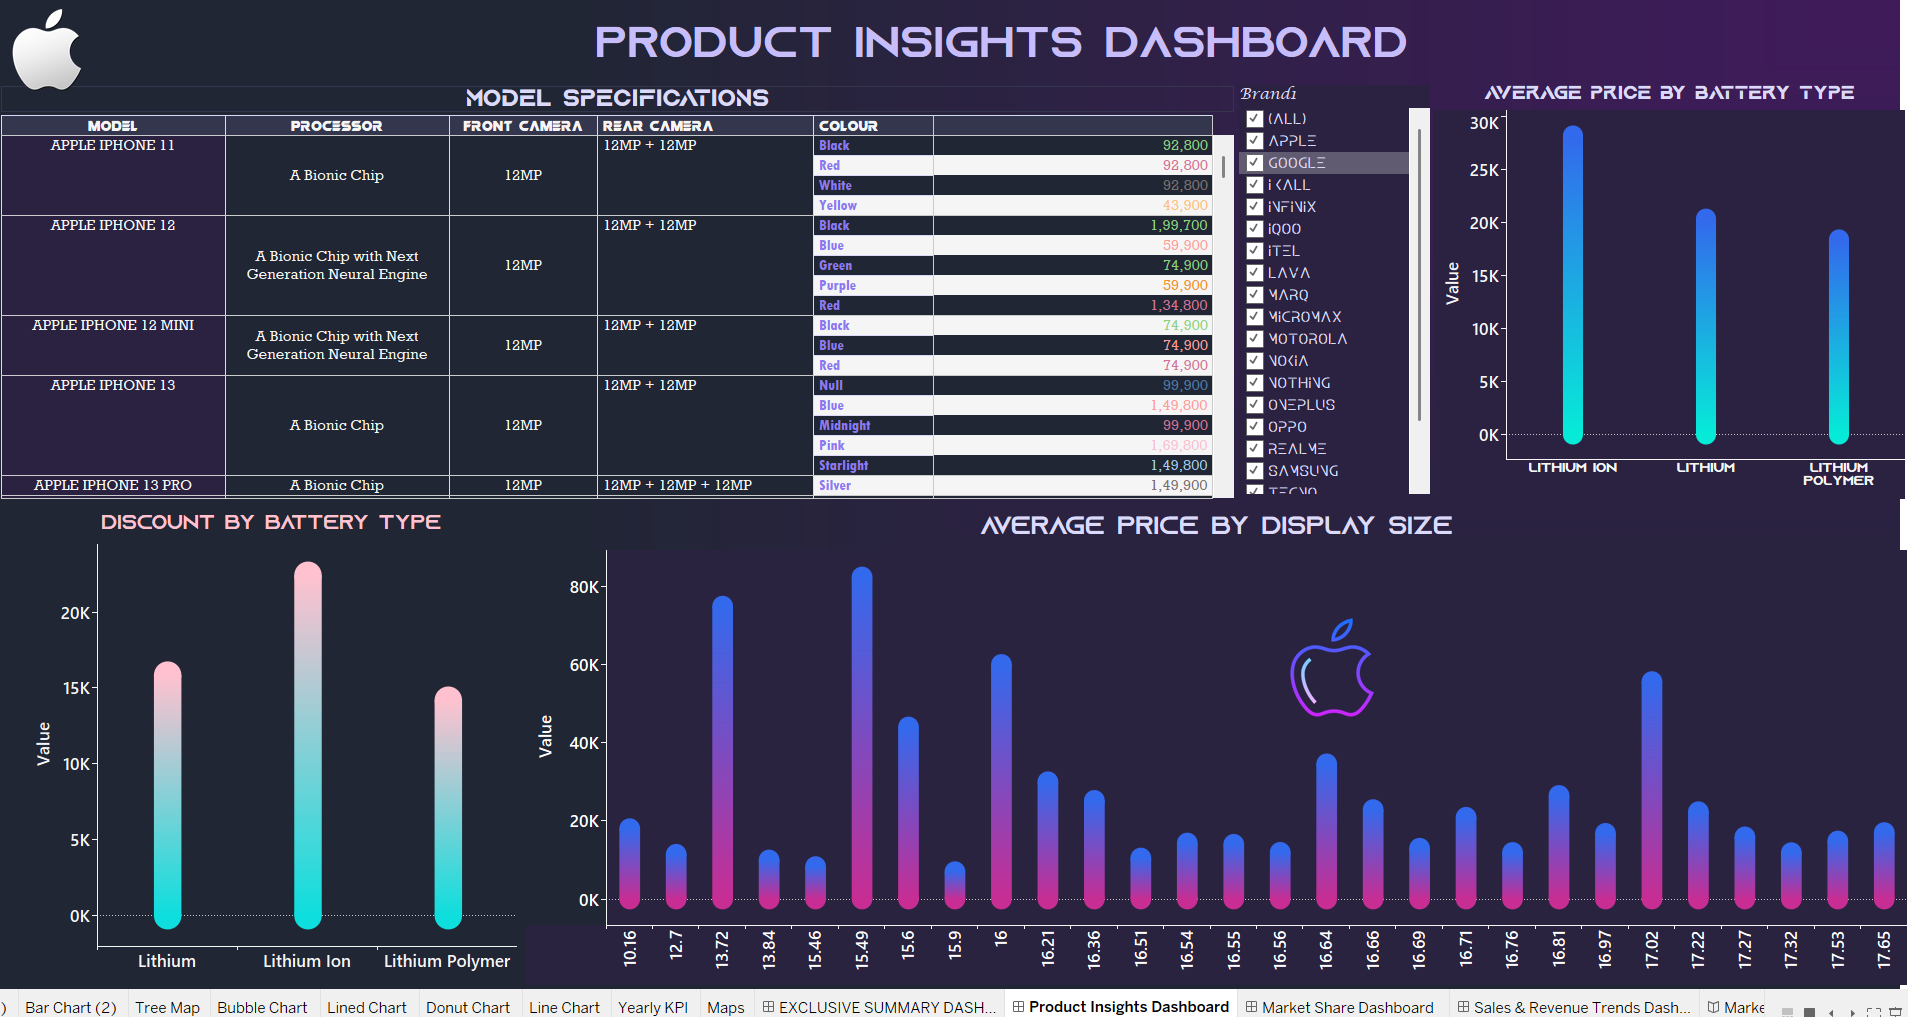 PRODUCT INSIGHTS DASHBOARD
MODEL SPECIFICATIONS
MODEL PROCESSOR FRONT CAMERA REAR CAMERA COLOUR
APPLE IPHONE 11 A Bionic Chip 12MP 12MP + 12MP Black 92,800
Red 92,800
White 92,800
Yellow 43,900
APPLE IPHONE 12 A Bionic Chip with Next Generation Neural Engine 12MP 12MP + 12MP Black 1,99,700
Blue 59,900
Green 74,900
Purple 59,900
Red 1,34,800
APPLE IPHONE 12 MINI A Bionic Chip with Next Generation Neural Engine 12MP 12MP + 12MP Black 74,900
Blue 74,900
Red 74,900
APPLE IPHONE 13 A Bionic Chip 12MP 12MP + 12MP Null 99,900
Blue 1,49,800
Midnight 99,900
Pink 1,69,800
Starlight 1,49,800
APPLE IPHONE 13 PRO A Bionic Chip 12MP 12MP + 12MP + 12MP Silver 1,49,900
Brand1
(ALL)
APPLE
GOOGLE
I KALL
INFINIX
IQOO
ITEL
LAVA
MARQ
MICROMAX
MOTOROLA
NOKIA
NOTHING
ONEPLUS
OPPO
REALME
SAMSUNG
TECNO
AVERAGE PRICE BY BATTERY TYPE
30K
25K
20K
15K
10K
5K
0K
Value
LITHIUM ION LITHIUM LITHIUM POLYMER
DISCOUNT BY BATTERY TYPE
20K
15K
10K
5K
0K
Value
Lithium Lithium Ion Lithium Polymer
AVERAGE PRICE BY DISPLAY SIZE
80K
60K
40K
20K
0K
Value
10.16 12.7 13.72 13.84 15.46 15.49 15.6 15.9 16 16.21 16.36 16.51 16.54 16.55 16.56 16.64 16.66 16.69 16.71 16.76 16.81 16.97 17.02 17.22 17.27 17.32 17.53 17.65
) Bar Chart (2) Tree Map Bubble Chart Lined Chart Donut Chart Line Chart Yearly KPI Maps EXCLUSIVE SUMMARY DASH... Product Insights Dashboard Market Share Dashboard Sales & Revenue Trends Dash... Marke